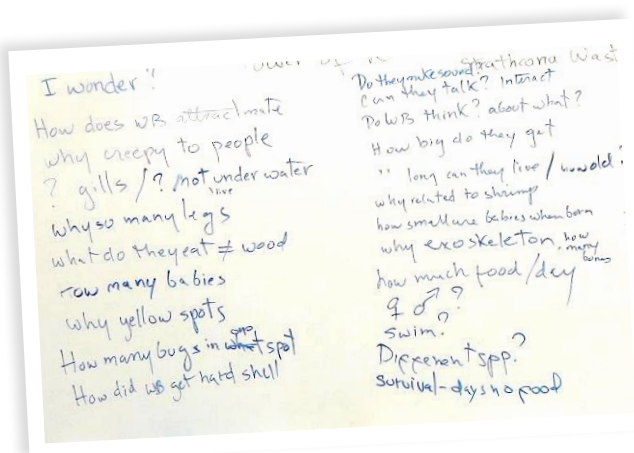 I wonder?
How does WB attract mate
why creepy to people
? gills /? not under water
live
why so many legs
what do they eat ≠ wood
how many babies
why yellow spots
How many bugs in spot
How did WB get hard shell
Strathcona
Do they make sound?
Can they talk? Interact
Do WB think? about what?
How big do they get
" long can they live / how old?
why related to shrimp
how small are babies when born
why exoskeleton, how many bones
how much food/day
♀ ♂?
swim?
Different spp.?
survival-days no food